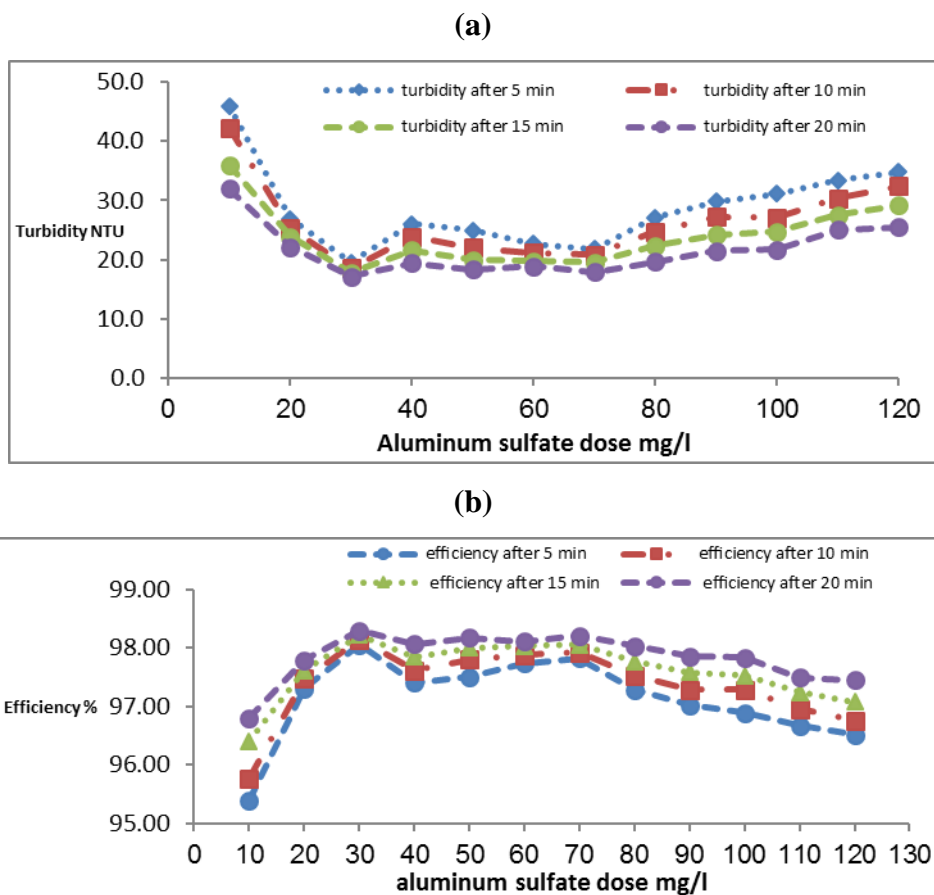 (a)
50.0
turbidity after 5 min
turbidity after 10 min
40.0
turbidity after 15 min
turbidity after 20 min
30.0
Turbidity NTU
20.0
10.0
0.0
0 20 40 60 80 100 120
Aluminum sulfate dose mg/l
(b)
efficiency after 5 min
efficiency after 10 min
efficiency after 15 min
efficiency after 20 min
99.00
98.00
97.00
Efficiency %
96.00
95.00
0 10 20 30 40 50 60 70 80 90 100 110 120 130
aluminum sulfate dose mg/l